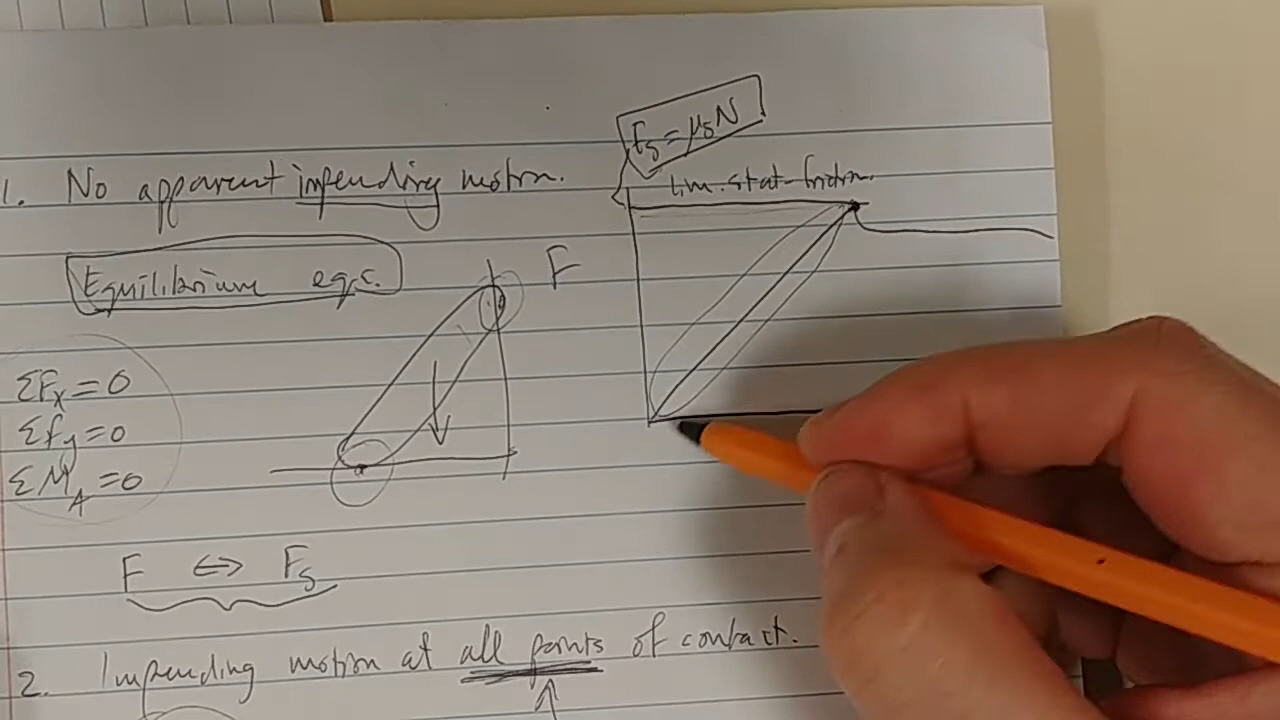 1. No apparent impending motion.
Fs = μsN
lim. stat. frictn.
Equilibrium eqs.
F
ΣFx = 0
ΣFy = 0
ΣMA = 0
F ⇔ Fs
2. Impending motion at all points of contact.